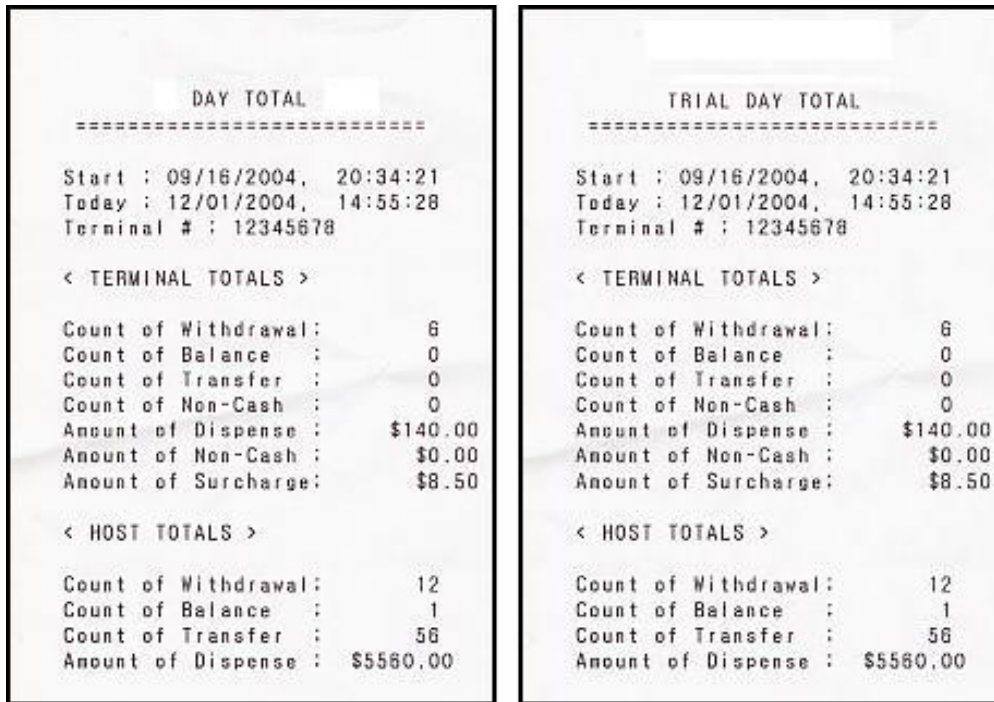 DAY TOTAL
===========================
Start : 09/16/2004, 20:34:21
Today : 12/01/2004, 14:55:28
Terminal # : 12345678
< TERMINAL TOTALS >
Count of Withdrawal: 6
Count of Balance : 0
Count of Transfer : 0
Count of Non-Cash : 0
Amount of Dispense : $140.00
Amount of Non-Cash : $0.00
Amount of Surcharge: $8.50
< HOST TOTALS >
Count of Withdrawal: 12
Count of Balance : 1
Count of Transfer : 56
Amount of Dispense : $5560.00
TRIAL DAY TOTAL
===========================
Start : 09/16/2004, 20:34:21
Today : 12/01/2004, 14:55:28
Terminal # : 12345678
< TERMINAL TOTALS >
Count of Withdrawal: 6
Count of Balance : 0
Count of Transfer : 0
Count of Non-Cash : 0
Amount of Dispense : $140.00
Amount of Non-Cash : $0.00
Amount of Surcharge: $8.50
< HOST TOTALS >
Count of Withdrawal: 12
Count of Balance : 1
Count of Transfer : 56
Amount of Dispense : $5560.00